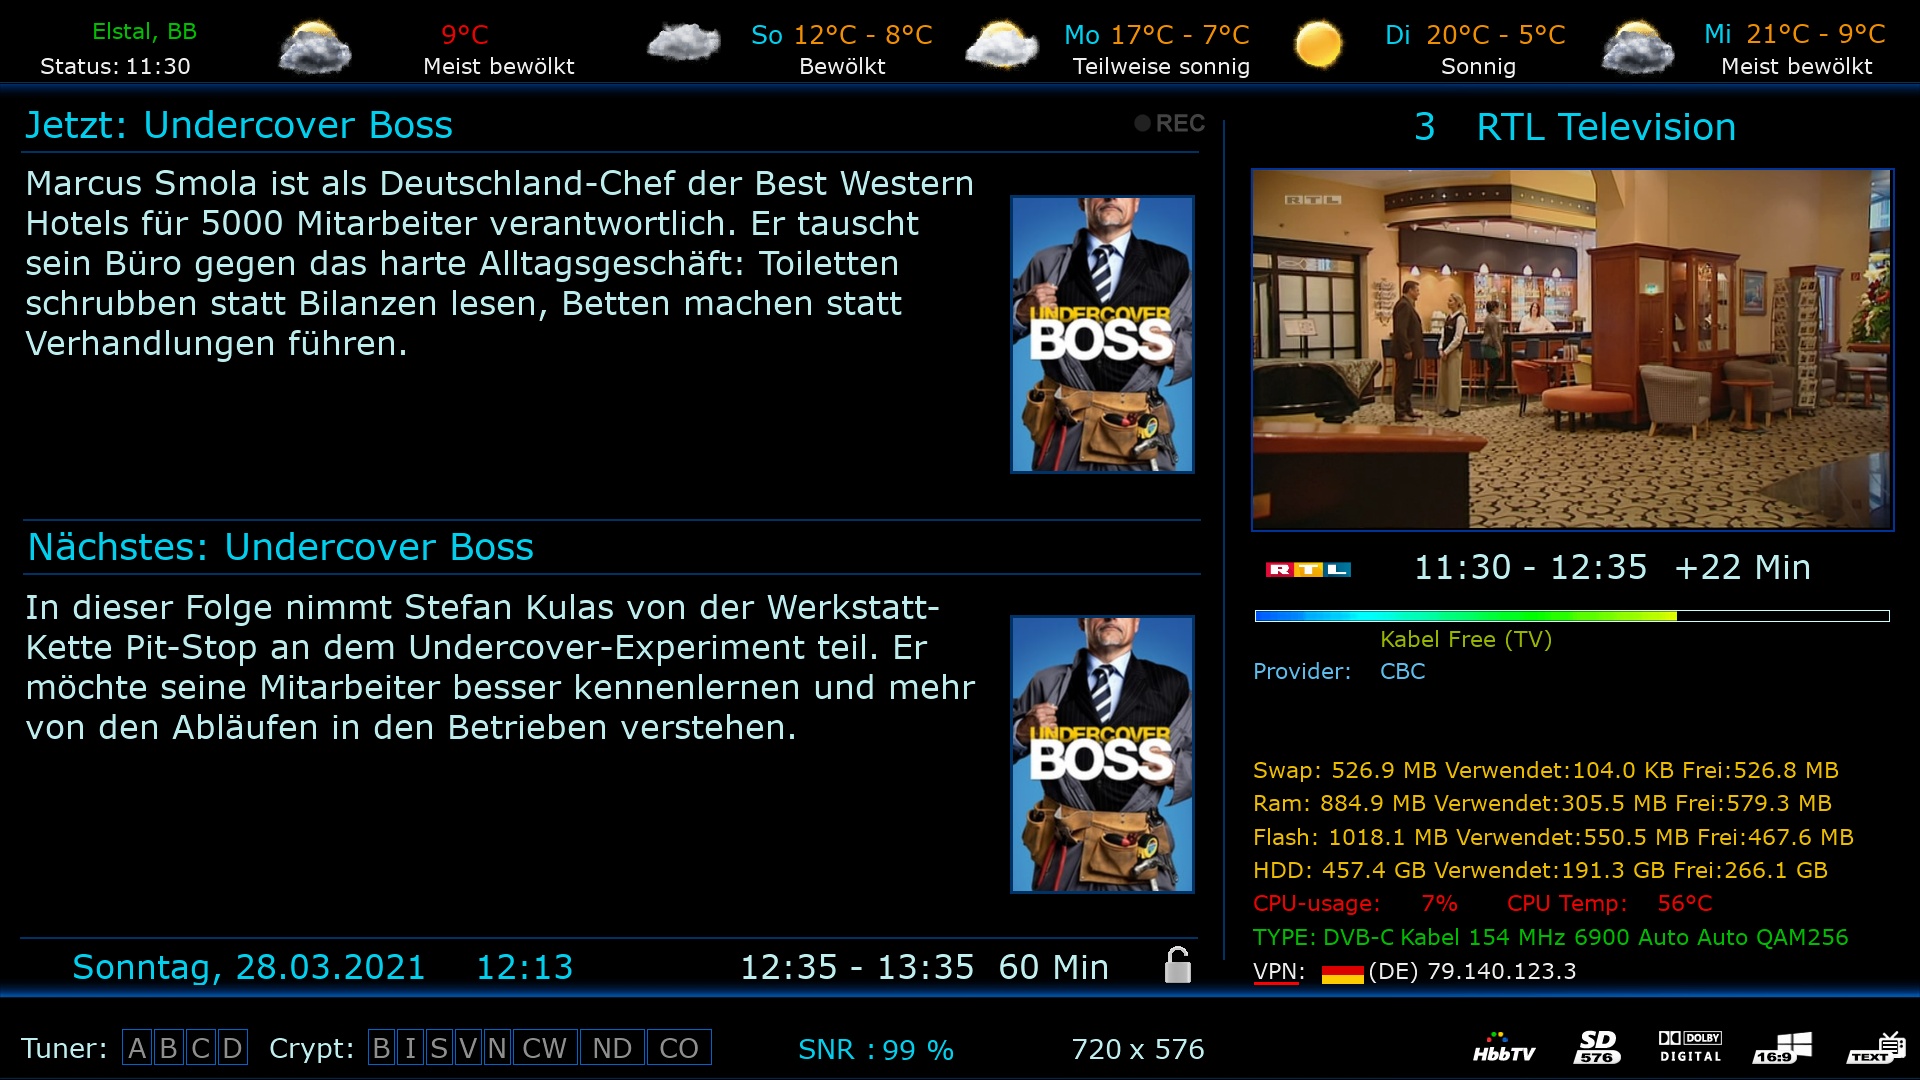 Elstal, BB
Status: 11:30
9°C
Meist bewölkt
So 12°C - 8°C
Bewölkt
Mo 17°C - 7°C
Teilweise sonnig
Di 20°C - 5°C
Sonnig
Mi 21°C - 9°C
Meist bewölkt
Jetzt: Undercover Boss
REC
Marcus Smola ist als Deutschland-Chef der Best Western
Hotels für 5000 Mitarbeiter verantwortlich. Er tauscht
sein Büro gegen das harte Alltagsgeschäft: Toiletten
schrubben statt Bilanzen lesen, Betten machen statt
Verhandlungen führen.
UNDERCOVER
BOSS
Nächstes: Undercover Boss
In dieser Folge nimmt Stefan Kulas von der Werkstatt-
Kette Pit-Stop an dem Undercover-Experiment teil. Er
möchte seine Mitarbeiter besser kennenlernen und mehr
von den Abläufen in den Betrieben verstehen.
UNDERCOVER
BOSS
Sonntag, 28.03.2021 12:13
12:35 - 13:35 60 Min
3 RTL Television
RTL
RTL
11:30 - 12:35 +22 Min
Kabel Free (TV)
Provider: CBC
Swap: 526.9 MB Verwendet:104.0 KB Frei:526.8 MB
Ram: 884.9 MB Verwendet:305.5 MB Frei:579.3 MB
Flash: 1018.1 MB Verwendet:550.5 MB Frei:467.6 MB
HDD: 457.4 GB Verwendet:191.3 GB Frei:266.1 GB
CPU-usage: 7% CPU Temp: 56°C
TYPE: DVB-C Kabel 154 MHz 6900 Auto Auto QAM256
VPN: (DE) 79.140.123.3
Tuner: A B C D Crypt: B I S V N CW ND CO
SNR : 99 %
720 x 576
HbbTV
SD
576
DOLBY
DIGITAL
16:9
TEXT